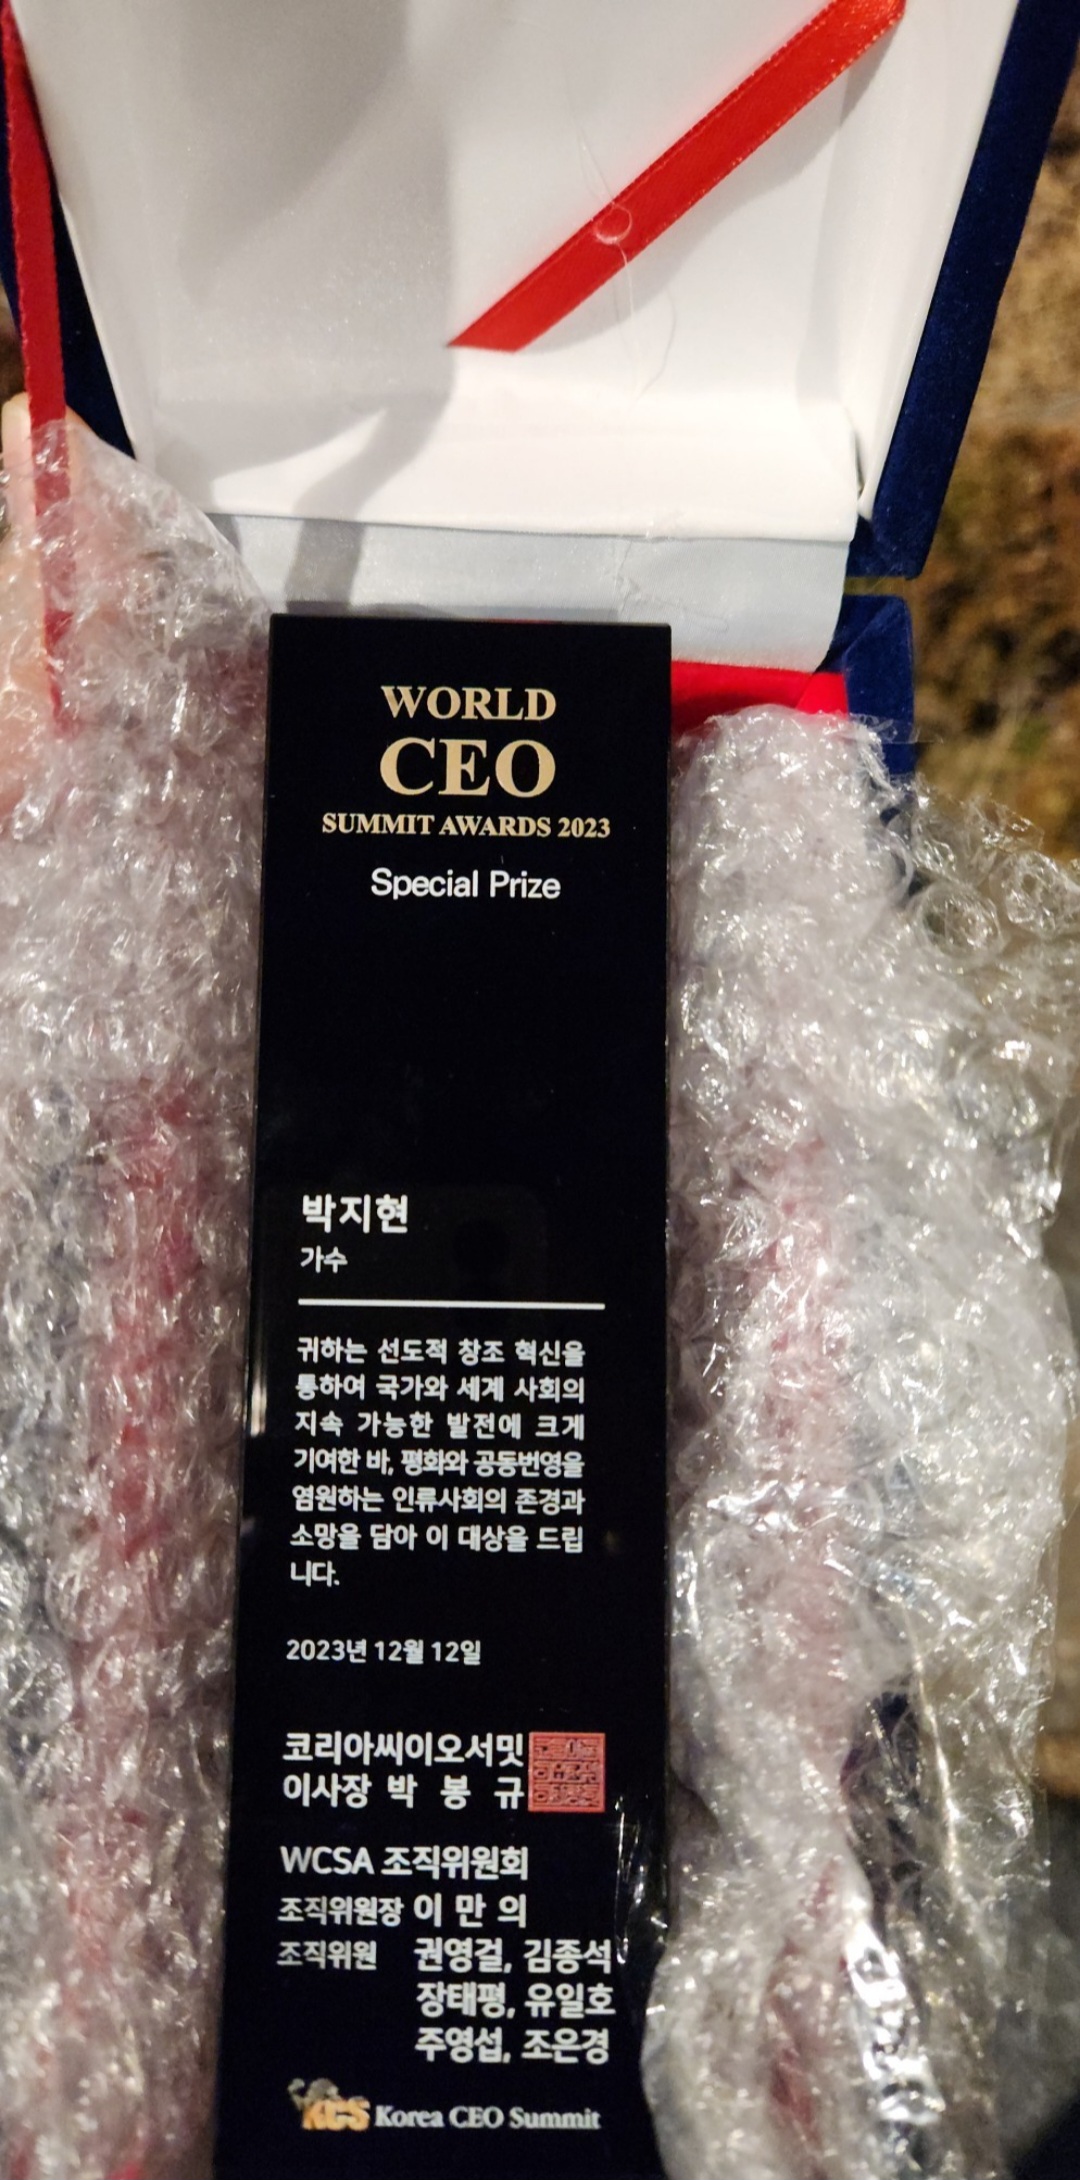 WORLD
CEO
SUMMIT AWARDS 2023
Special Prize
박지현
가수
귀하는 선도적 창조 혁신을
통하여 국가와 세계 사회의
지속 가능한 발전에 크게
기여한 바, 평화와 공동번영을
염원하는 인류사회의 존경과
소망을 담아 이 대상을 드립
니다.
2023년 12월 12일
코리아씨이오서밋
이사장 박 봉 규
WCSA 조직위원회
조직위원장 이 만 의
조직위원 권영걸, 김종석
장태평, 유일호
주영섭, 조은경
KCS Korea CEO Summit